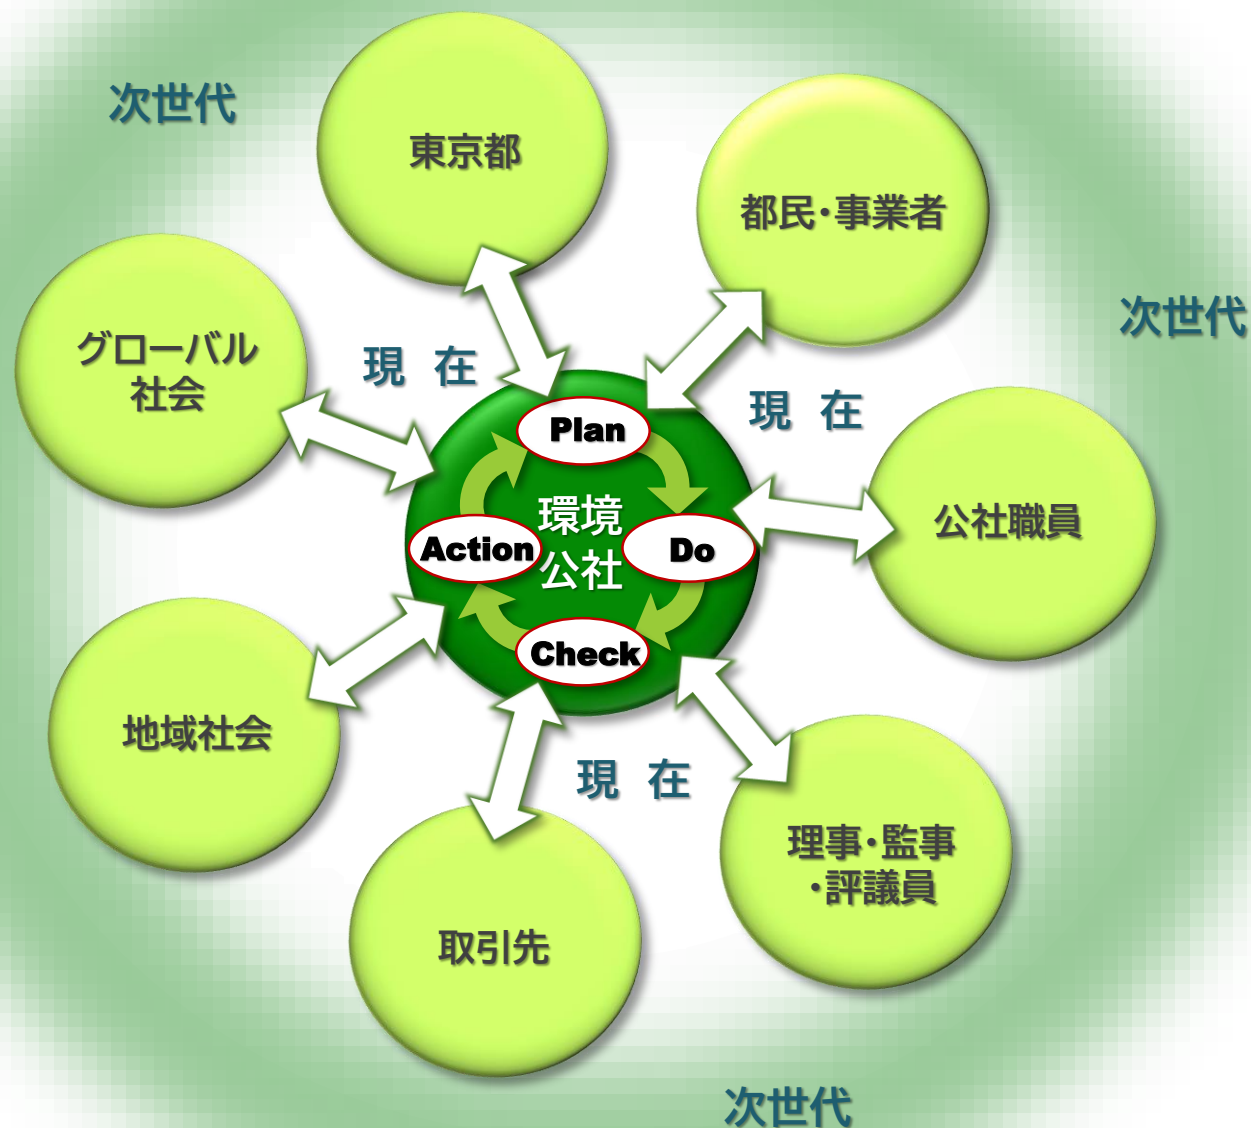 次世代
東京都
都民・事業者
次世代
グローバル
社会
現 在
現 在
Plan
環境
公社
Action
Do
Check
公社職員
地域社会
現 在
理事・監事
・評議員
取引先
次世代